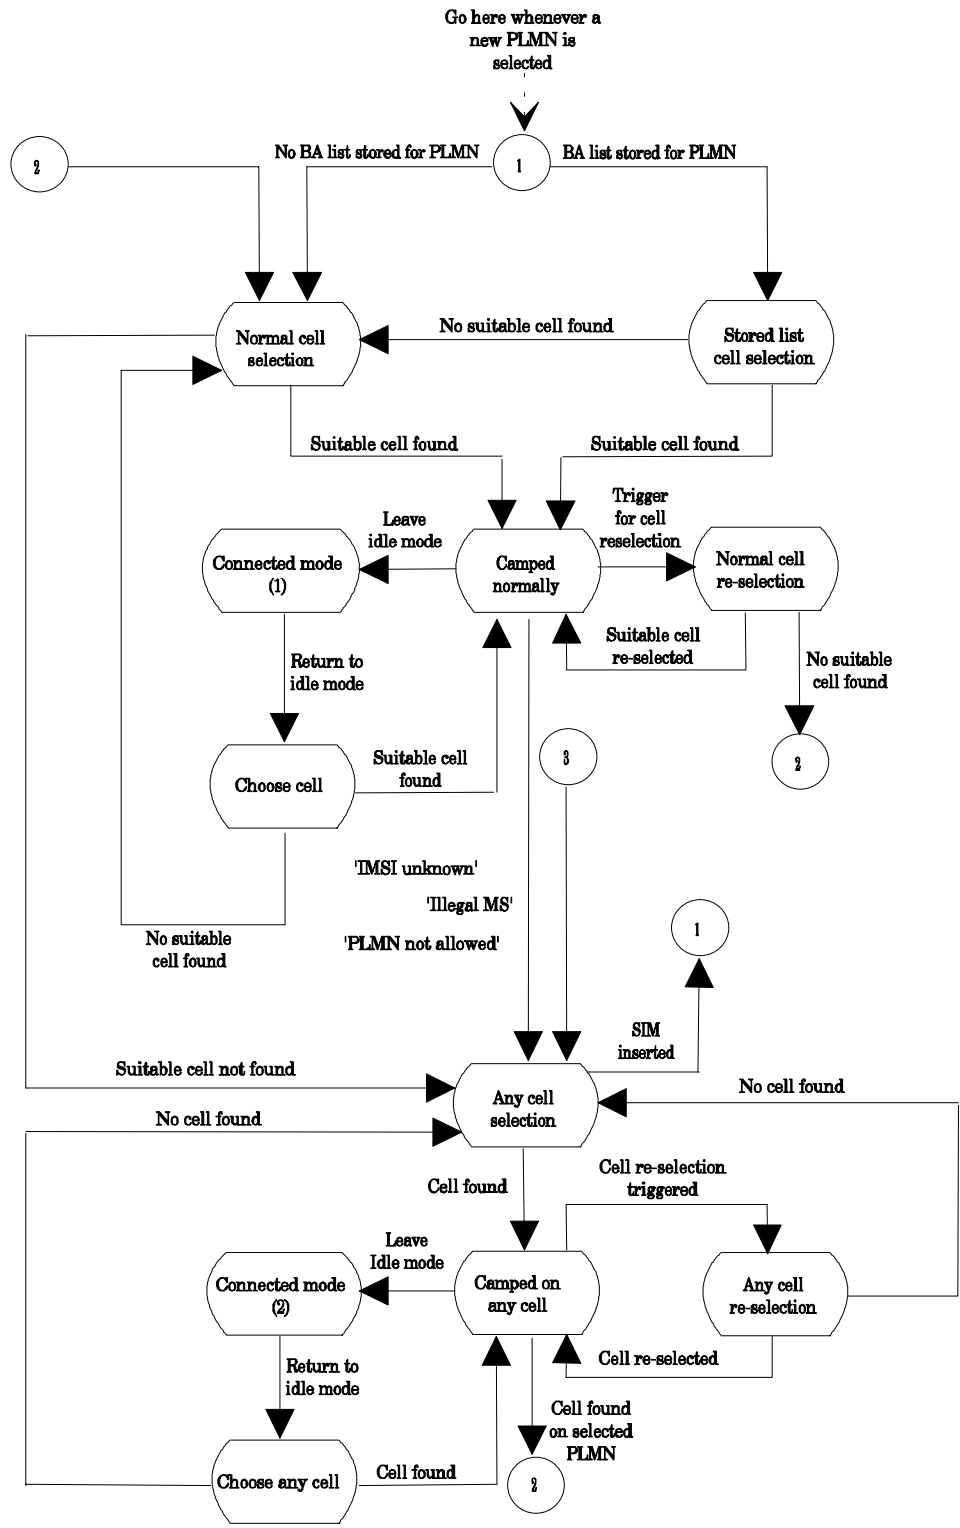 Go here whenever a
new PLMN is
selected
2
No BA list stored for PLMN
1
BA list stored for PLMN
Normal cell
selection
No suitable cell found
Stored list
cell selection
Suitable cell found
Suitable cell found
Trigger
for cell
reselection
Leave
idle mode
Connected mode
(1)
Camped
normally
Normal cell
re-selection
Suitable cell
re-selected
Return to
idle mode
No suitable
cell found
3
2
Choose cell
Suitable cell
found
'IMSI unknown'
'Illegal MS'
'PLMN not allowed'
No suitable
cell found
1
SIM
inserted
Suitable cell not found
Any cell
selection
No cell found
No cell found
Cell found
Cell re-selection
triggered
Leave
Idle mode
Connected mode
(2)
Camped on
any cell
Any cell
re-selection
Return to
idle mode
Cell re-selected
Cell found
on selected
PLMN
Choose any cell
Cell found
2